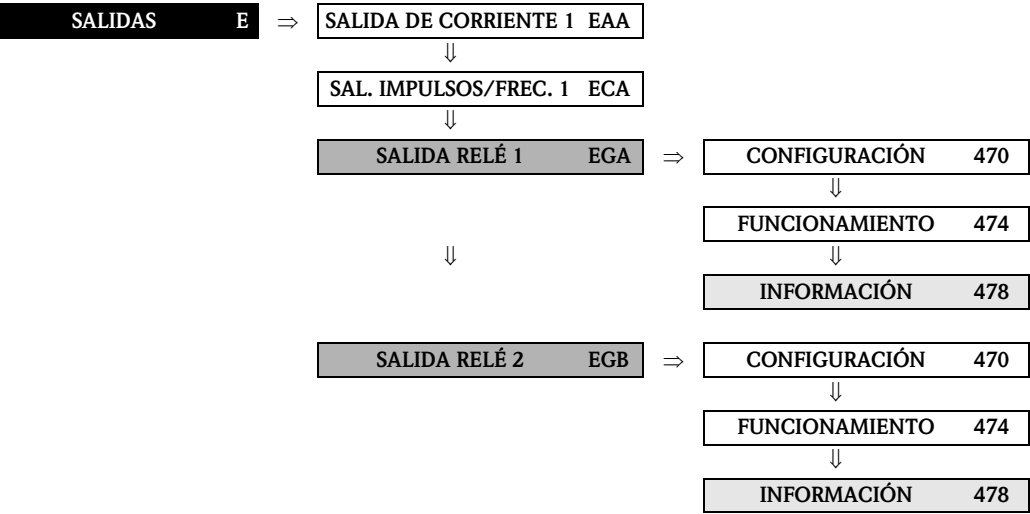 SALIDAS E ⇒ SALIDA DE CORRIENTE 1 EAA
⇓
SAL. IMPULSOS/FREC. 1 ECA
⇓
SALIDA RELÉ 1 EGA ⇒ CONFIGURACIÓN 470
⇓
FUNCIONAMIENTO 474
⇓ ⇓
INFORMACIÓN 478
SALIDA RELÉ 2 EGB ⇒ CONFIGURACIÓN 470
⇓
FUNCIONAMIENTO 474
⇓
INFORMACIÓN 478